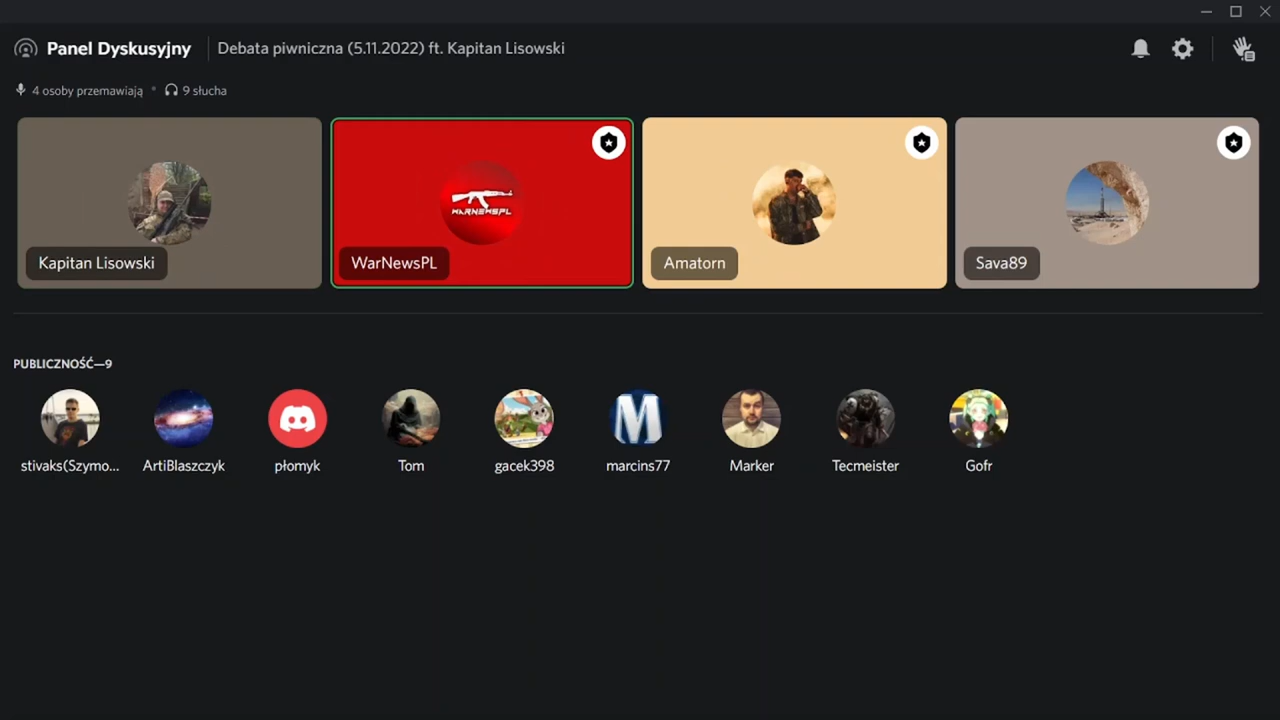 Panel Dyskusyjny
Debata piwniczna (5.11.2022) ft. Kapitan Lisowski
4 osoby przemawiają • 9 słucha
WARNEWSPL
Kapitan Lisowski
WarNewsPL
Amatorn
Sava89
PUBLICZNOŚĆ—9
M
stivaks(Szymo...
ArtiBlaszczyk
płomyk
Tom
gacek398
marcins77
Marker
Tecmeister
Gofr